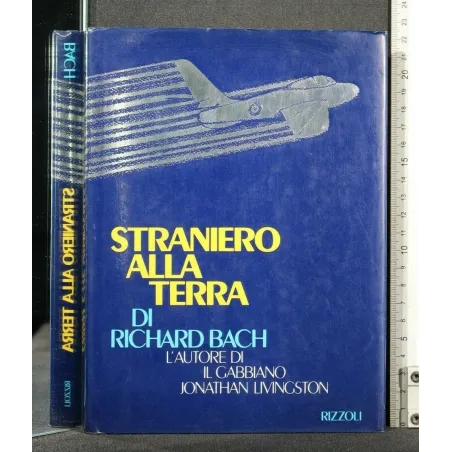 BACH
STRANIERO ALLA TERRA
RIZZOLI
STRANIERO
ALLA
TERRA
DI
RICHARD BACH
L'AUTORE DI
IL GABBIANO
JONATHAN LIVINGSTON
RIZZOLI